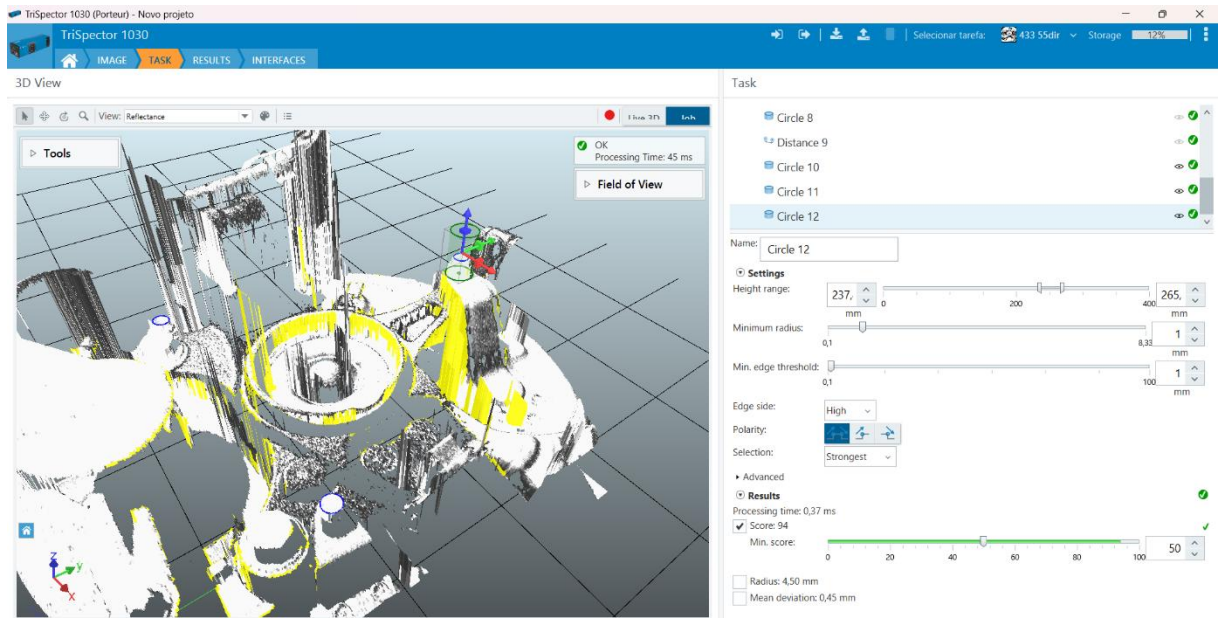 TriSpector 1030 (Porteur) - Novo projeto
TriSpector 1030
Selecionar tarefa: 433 55dir Storage 12%
IMAGE TASK RESULTS INTERFACES
3D View
Task
View: Reflectance
Live 3D Job
Tools
OK
Processing Time: 45 ms
Field of View
Circle 8
Distance 9
Circle 10
Circle 11
Circle 12
Name: Circle 12
Settings
Height range: 237, 0 200 400 265,
mm mm
Minimum radius: 1
0,1 8,33
mm
Min. edge threshold: 1
0,1 100
mm
Edge side: High
Polarity:
Selection: Strongest
Advanced
Results
Processing time: 0,37 ms
Score: 94
Min. score: 50
0 20 40 60 80 100
Radius: 4,50 mm
Mean deviation: 0,45 mm
Z
y
x